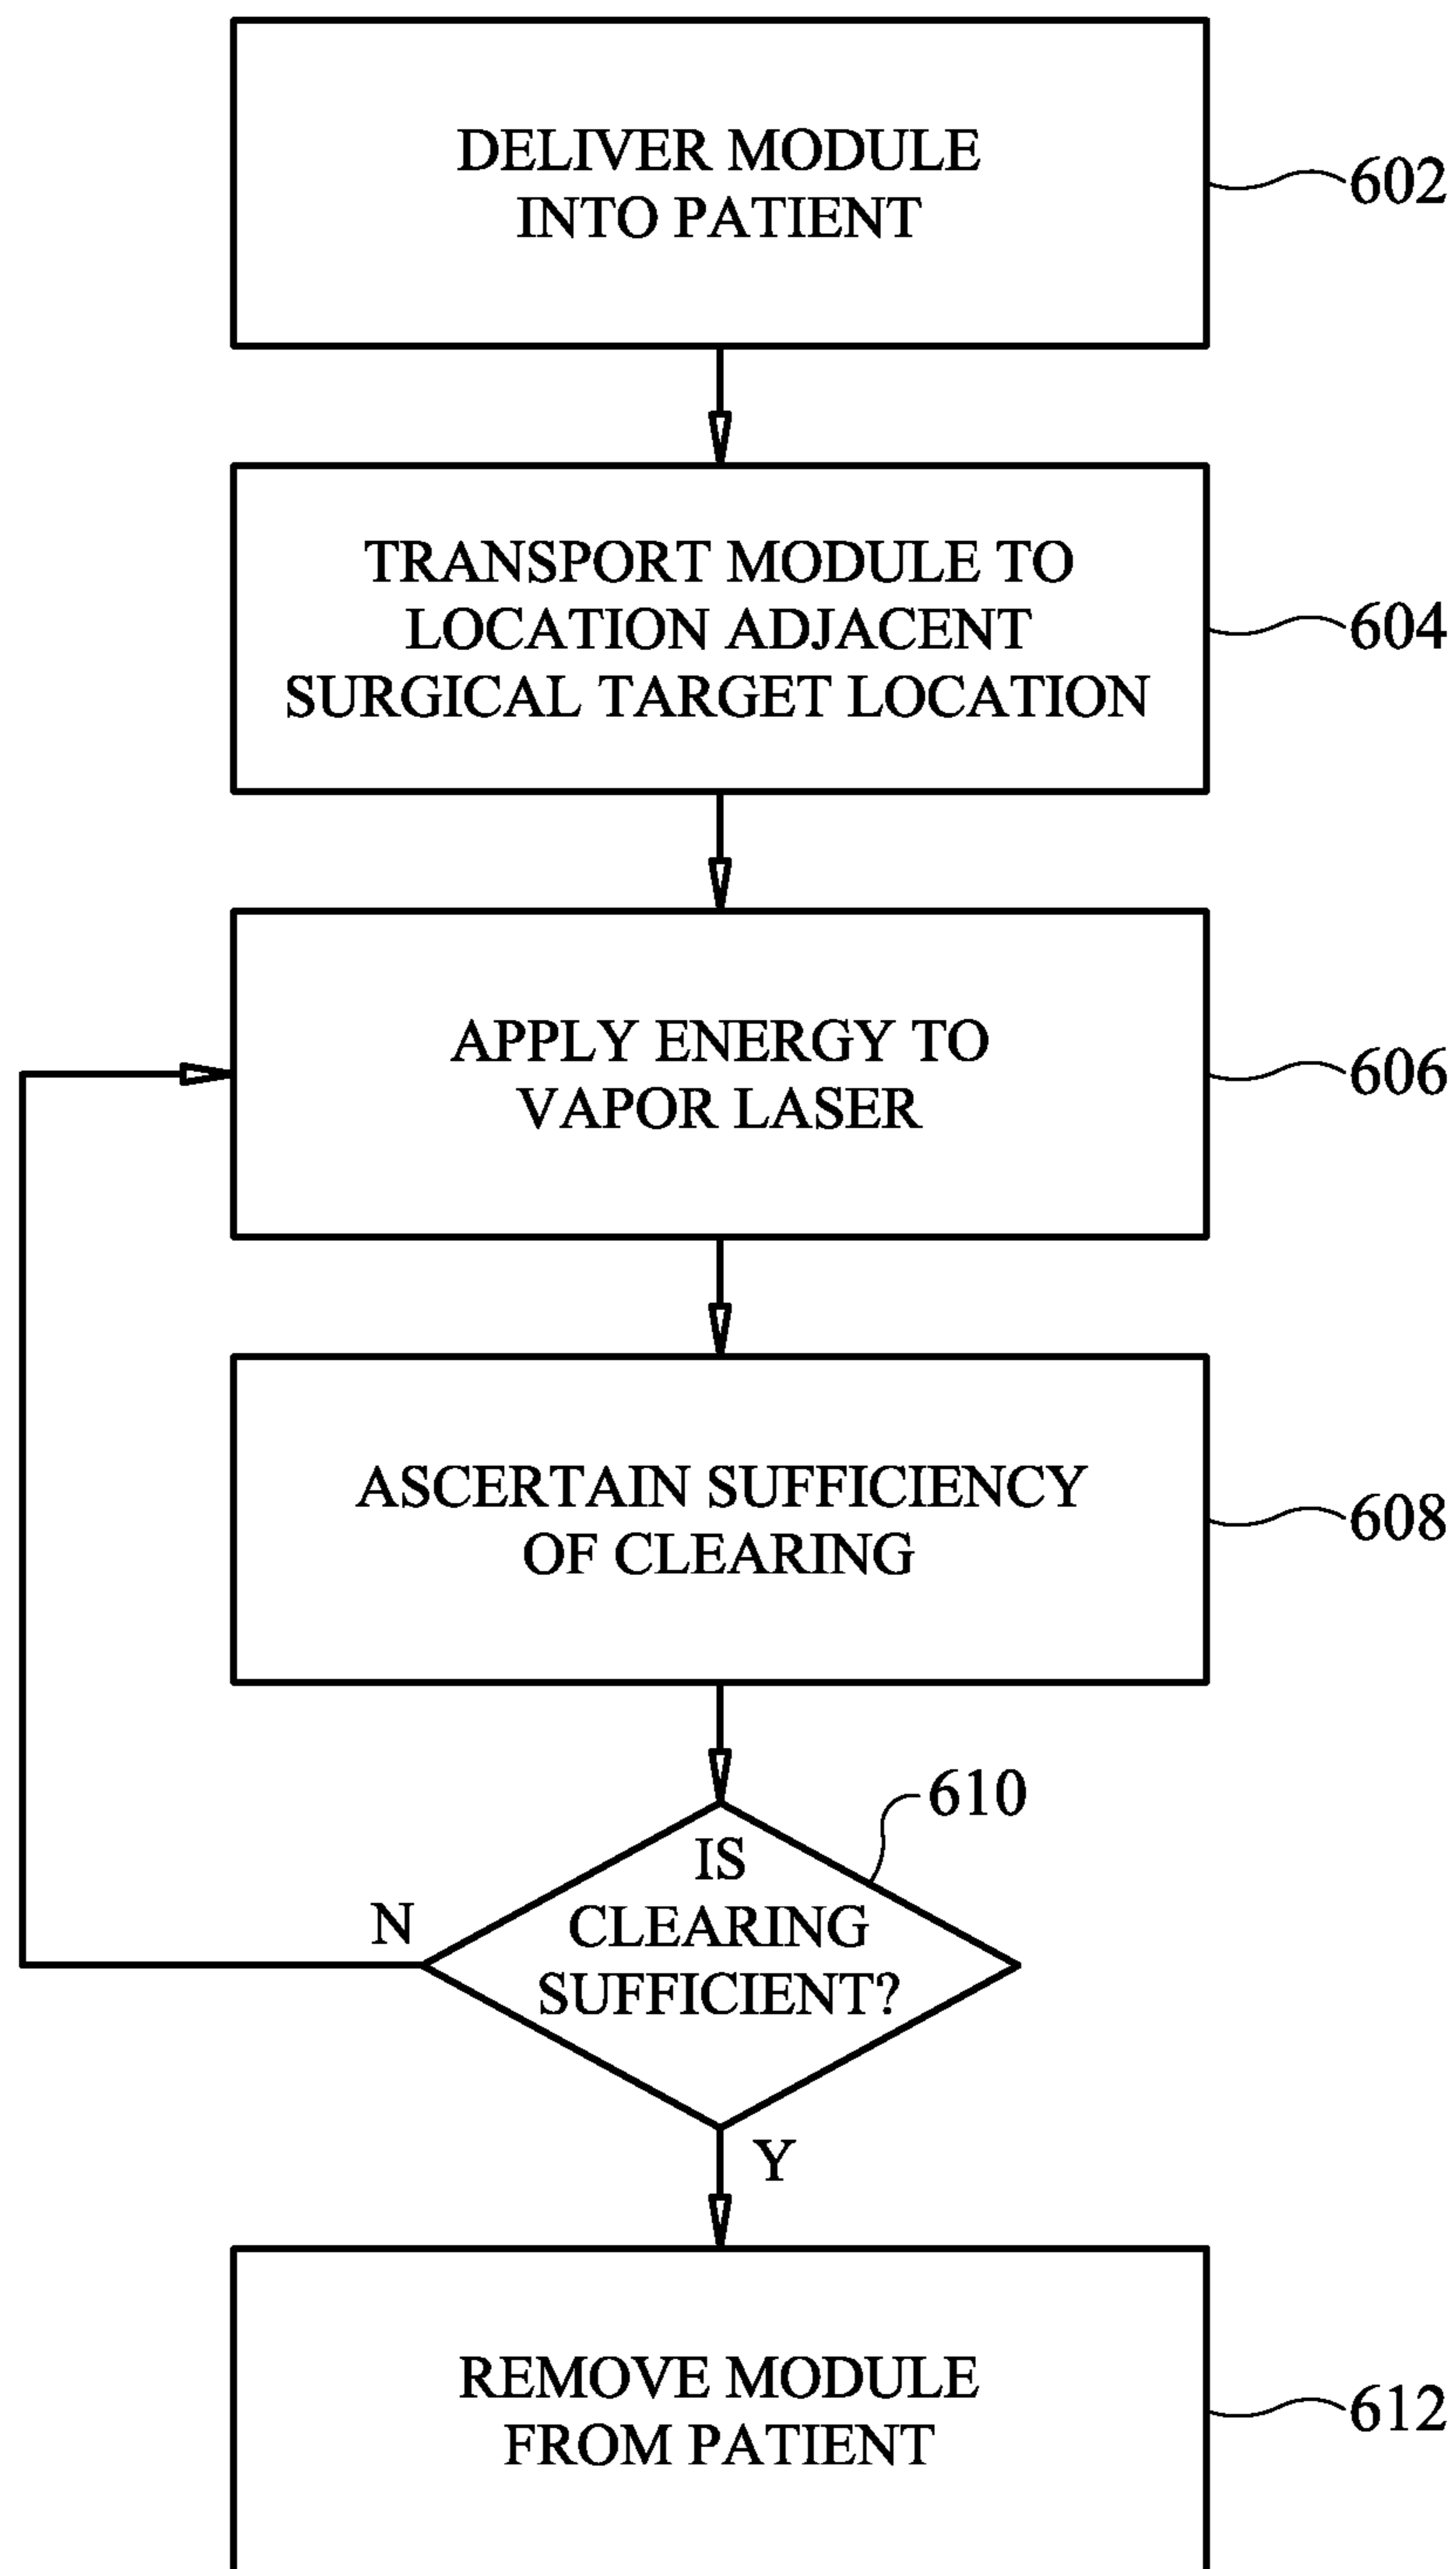 DELIVER MODULE
INTO PATIENT
602
TRANSPORT MODULE TO
LOCATION ADJACENT
SURGICAL TARGET LOCATION
604
APPLY ENERGY TO
VAPOR LASER
606
ASCERTAIN SUFFICIENCY
OF CLEARING
608
610
IS
CLEARING
SUFFICIENT?
N
Y
REMOVE MODULE
FROM PATIENT
612